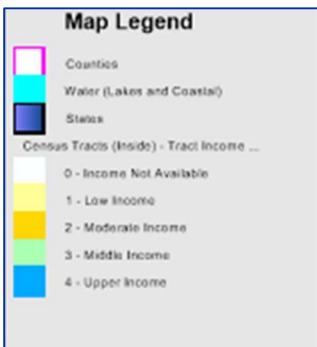 Map Legend
Counties
Water (Lakes and Coastal)
States
Census Tracts (Inside) - Tract Income ...
0 - Income Not Available
1 - Low Income
2 - Moderate Income
3 - Middle Income
4 - Upper Income